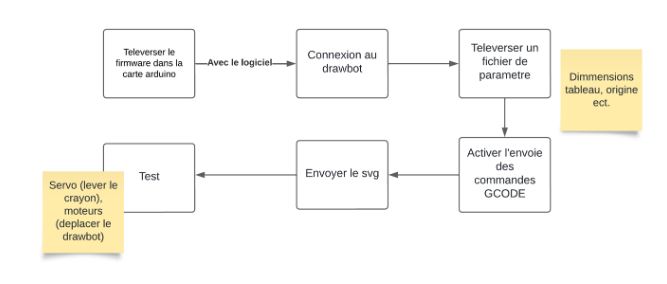 Televerser le
firmware dans la
carte arduino
Avec le logiciel
Connexion au
drawbot
Televerser un
fichier de
parametre
Dimmensions
tableau, origine
ect.
Activer l'envoie
des
commandes
GCODE
Envoyer le svg
Test
Servo (lever le
crayon),
moteurs
(deplacer le
drawbot)